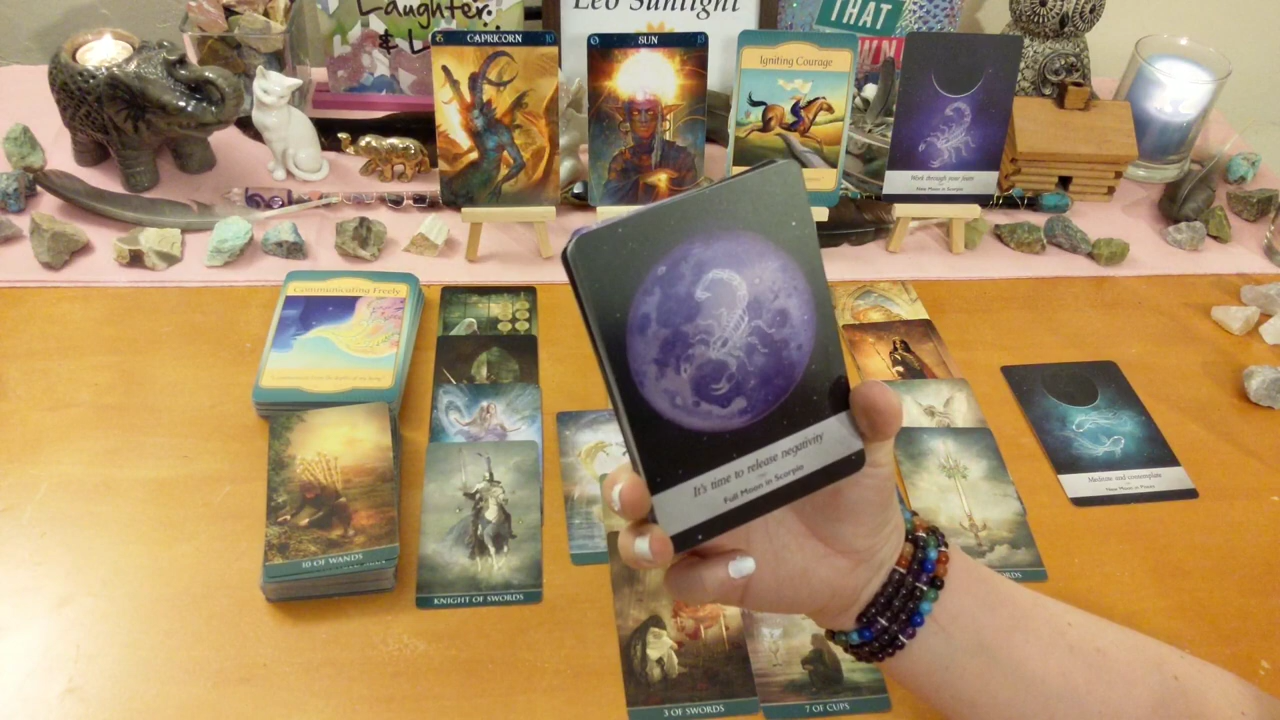 Laughter.
&
Leo Sunlight
THAT
CAPRICORN
10
SUN
Igniting Courage
Work through your fears
New Moon in Scorpio
Communicating Freely
It's time to release negativity
Full Moon in Scorpio
Meditate and contemplate
New Moon in Pisces
10 OF WANDS
KNIGHT OF SWORDS
3 OF SWORDS
7 OF CUPS